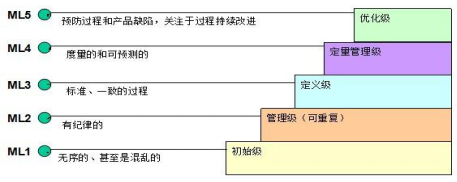 ML5 预防过程和产品缺陷，关注于过程持续改进 优化级
ML4 度量的和可预测的 定量管理级
ML3 标准、一致的过程 定义级
ML2 有纪律的 管理级（可重复）
ML1 无序的、甚至是混乱的 初始级